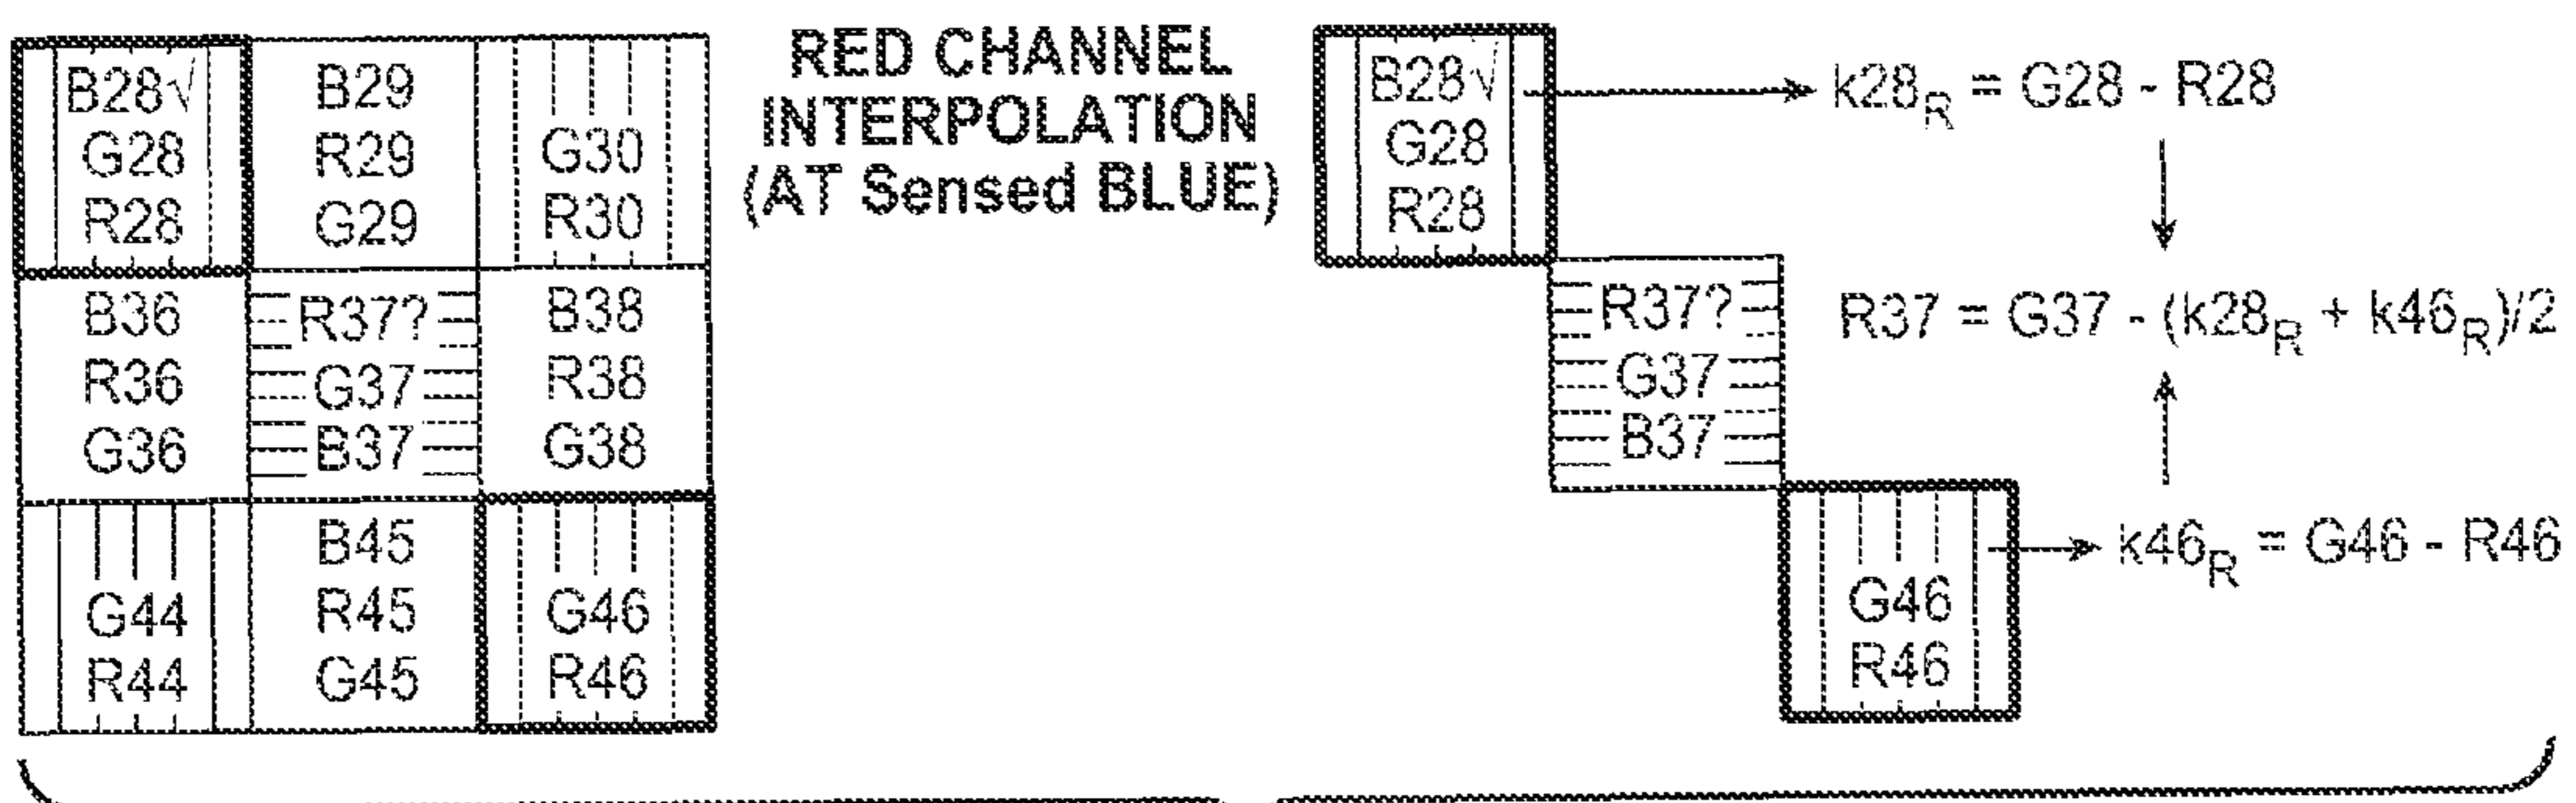 B28√
G28
R28
B29
R29
G29
G30
R30
B36
R36
G36
R37?
G37
B37
B38
R38
G38
G44
R44
B45
R45
G45
G46
R46
RED CHANNEL
INTERPOLATION
(AT Sensed BLUE)
B28√
G28
R28
k28R = G28 - R28
R37?
G37
B37
R37 = G37 - (k28R + k46R)/2
G46
R46
k46R = G46 - R46